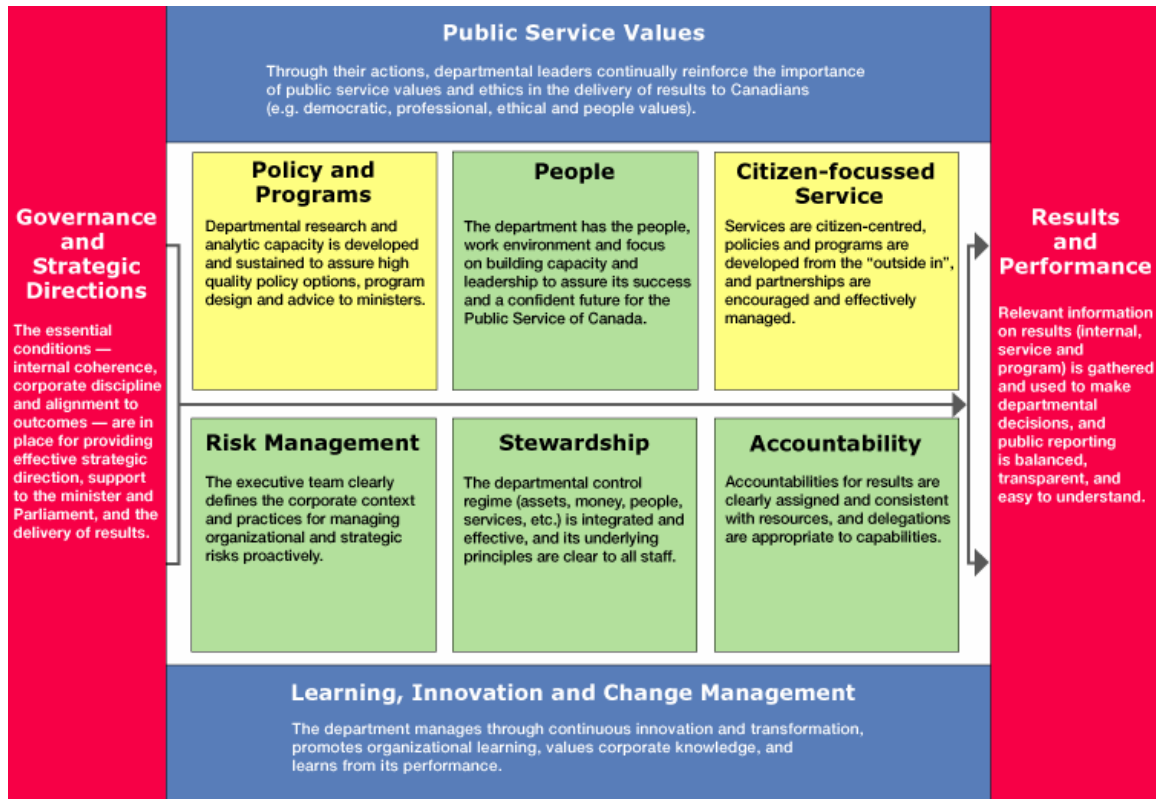 Public Service Values
Through their actions, departmental leaders continually reinforce the importance
of public service values and ethics in the delivery of results to Canadians
(e.g. democratic, professional, ethical and people values).
Governance
and
Strategic
Directions
The essential
conditions —
internal coherence,
corporate discipline
and alignment to
outcomes — are in
place for providing
effective strategic
direction, support
to the minister and
Parliament, and the
delivery of results.
Policy and
Programs
Departmental research and
analytic capacity is developed
and sustained to assure high
quality policy options, program
design and advice to ministers.
People
The department has the people,
work environment and focus
on building capacity and
leadership to assure its success
and a confident future for the
Public Service of Canada.
Citizen-focussed
Service
Services are citizen-centred,
policies and programs are
developed from the “outside in”,
and partnerships are
encouraged and effectively
managed.
Risk Management
The executive team clearly
defines the corporate context
and practices for managing
organizational and strategic
risks proactively.
Stewardship
The departmental control
regime (assets, money, people,
services, etc.) is integrated and
effective, and its underlying
principles are clear to all staff.
Accountability
Accountabilities for results are
clearly assigned and consistent
with resources, and delegations
are appropriate to capabilities.
Results
and
Performance
Relevant information
on results (internal,
service and
program) is gathered
and used to make
departmental
decisions, and
public reporting
is balanced,
transparent, and
easy to understand.
Learning, Innovation and Change Management
The department manages through continuous innovation and transformation,
promotes organizational learning, values corporate knowledge, and
learns from its performance.